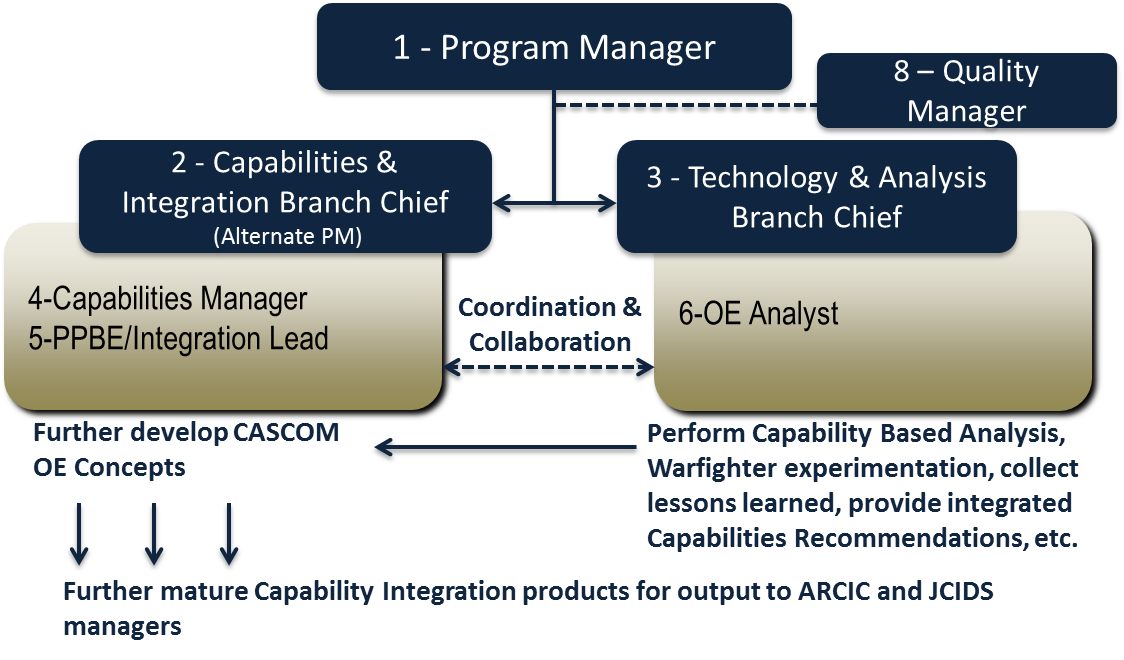 1 - Program Manager
8 – Quality
Manager
2 - Capabilities &
Integration Branch Chief
(Alternate PM)
3 - Technology & Analysis
Branch Chief
4-Capabilities Manager
5-PPBE/Integration Lead
Coordination &
Collaboration
6-OE Analyst
Further develop CASCOM
OE Concepts
Perform Capability Based Analysis,
Warfighter experimentation, collect
lessons learned, provide integrated
Capabilities Recommendations, etc.
Further mature Capability Integration products for output to ARCIC and JCIDS
managers